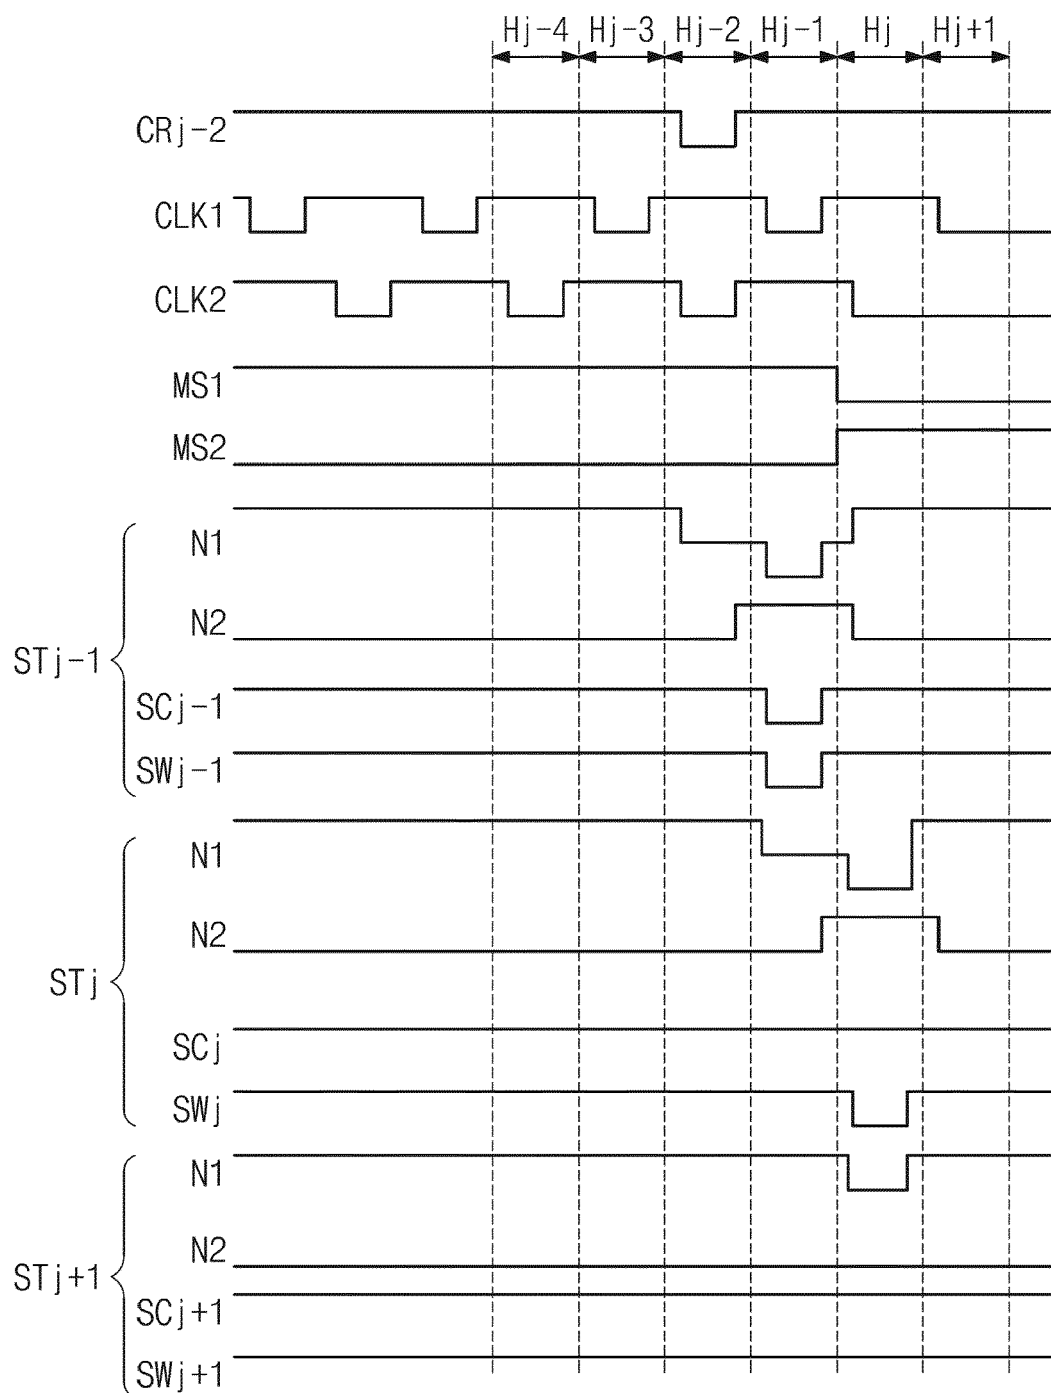 Hj-4 Hj-3 Hj-2 Hj-1 Hj Hj+1
CRj-2
CLK1
CLK2
MS1
MS2
N1
N2
STj-1
SCj-1
SWj-1
N1
N2
STj
SCj
SWj
N1
N2
STj+1
SCj+1
SWj+1